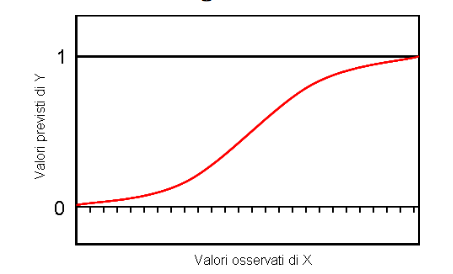 1
Valori previsti di Y
0
Valori osservati di X